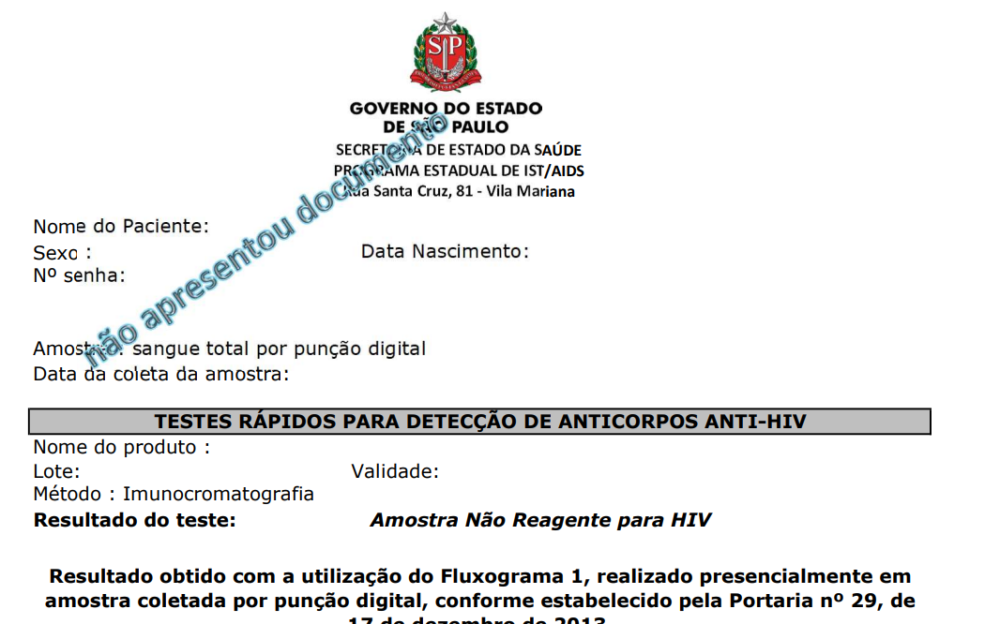 SP
GOVERNO DO ESTADO
DE SÃO PAULO
SECRETARIA DE ESTADO DA SAÚDE
PROGRAMA ESTADUAL DE IST/AIDS
Rua Santa Cruz, 81 - Vila Mariana
não apresentou documento
Nome do Paciente:
Sexo : Data Nascimento:
Nº senha:
Amostra : sangue total por punção digital
Data da coleta da amostra:
TESTES RÁPIDOS PARA DETECÇÃO DE ANTICORPOS ANTI-HIV
Nome do produto :
Lote: Validade:
Método : Imunocromatografia
Resultado do teste: Amostra Não Reagente para HIV
Resultado obtido com a utilização do Fluxograma 1, realizado presencialmente em
amostra coletada por punção digital, conforme estabelecido pela Portaria nº 29, de
17 de dezembro de 2013